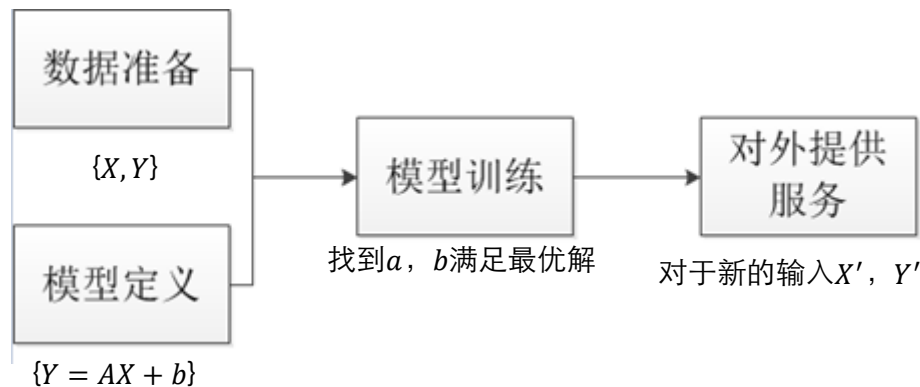 数据准备
{X, Y}
模型定义
{Y = AX + b}
模型训练
找到a，b满足最优解
对外提供
服务
对于新的输入X′，Y′